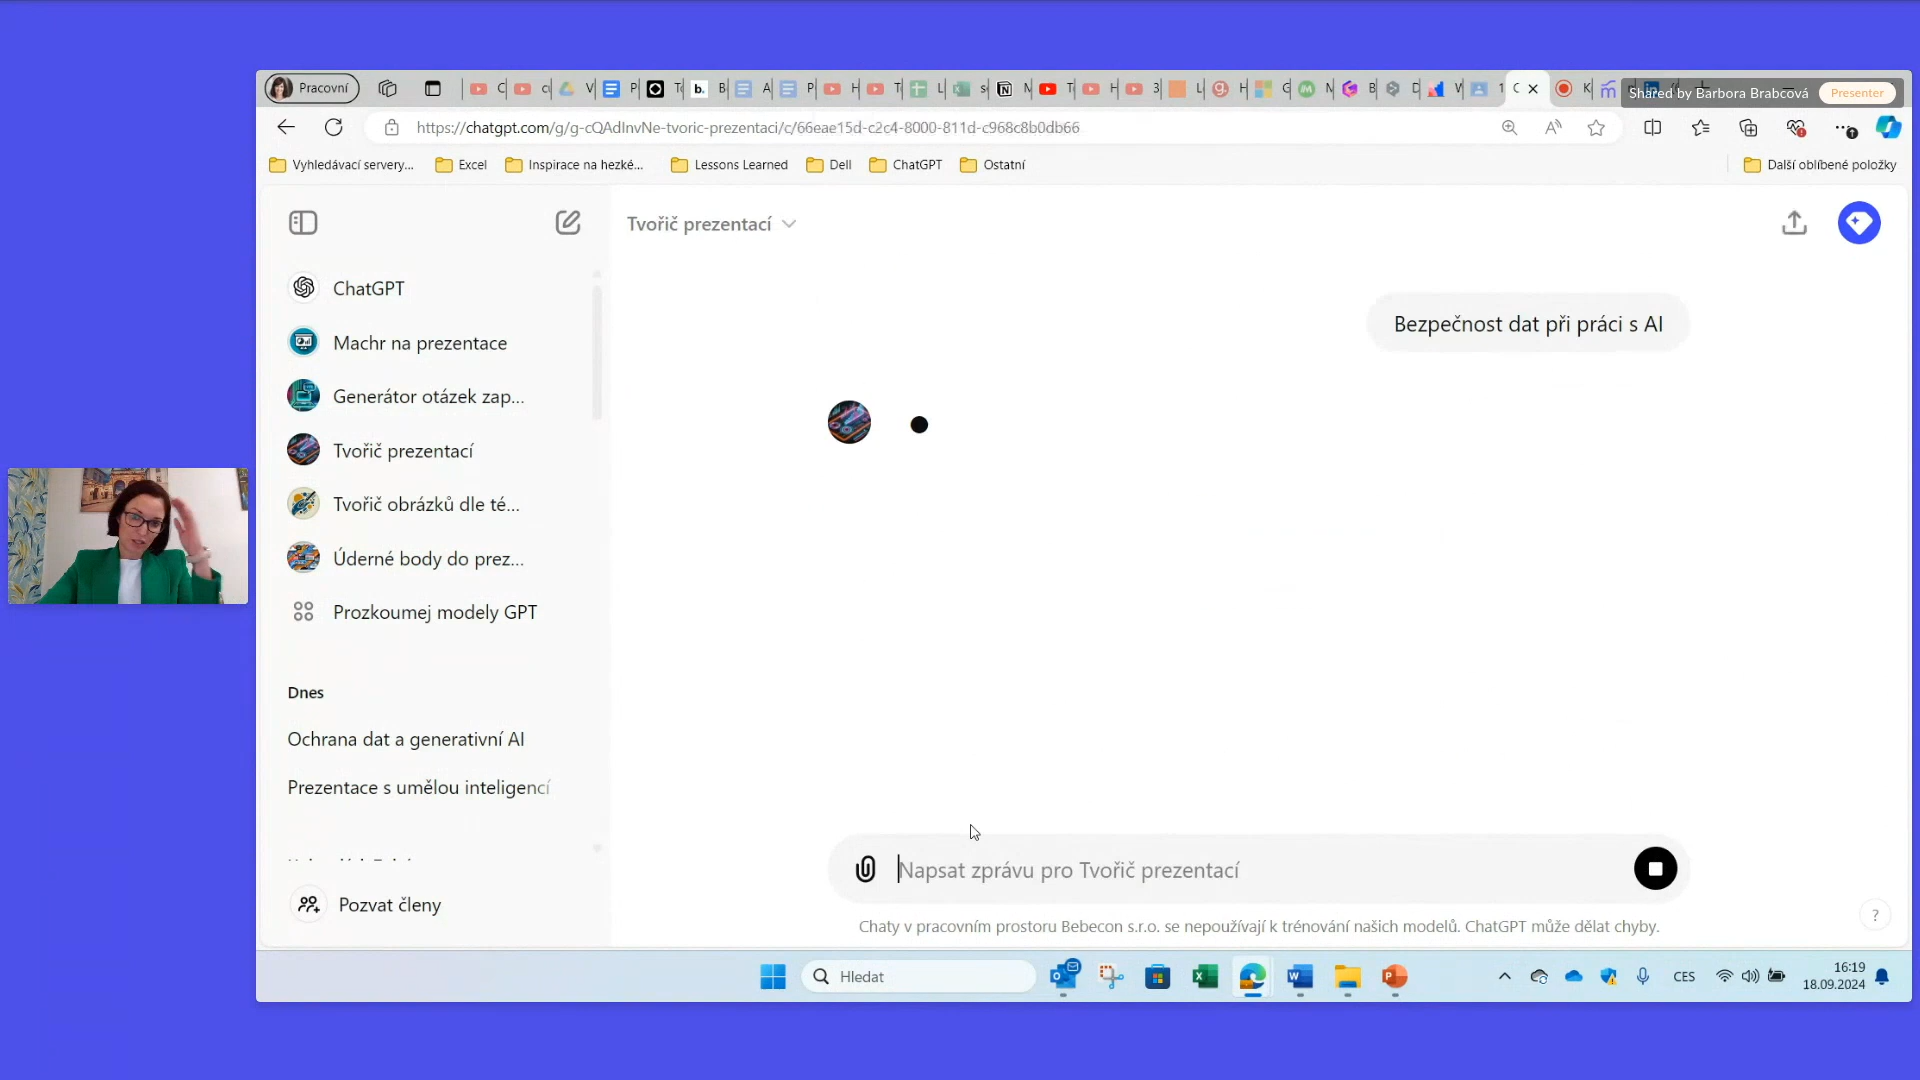 Pracovní
Shared by Barbora Brabcová
Presenter
https://chatgpt.com/g/g-cQAdInvNe-tvoric-prezentaci/c/66eae15d-c2c4-8000-811d-c968c8b0db66
Vyhledávací servery...
Excel
Inspirace na hezké...
Lessons Learned
Dell
ChatGPT
Ostatní
Další oblíbené položky
Tvořič prezentací
ChatGPT
Machr na prezentace
Generátor otázek zap...
Tvořič prezentací
Tvořič obrázků dle té...
Úderné body do prez...
Prozkoumej modely GPT
Dnes
Ochrana dat a generativní AI
Prezentace s umělou inteligencí
Pozvat členy
Bezpečnost dat při práci s AI
Napsat zprávu pro Tvořič prezentací
Chaty v pracovním prostoru Bebecon s.r.o. se nepoužívají k trénování našich modelů. ChatGPT může dělat chyby.
?
Hledat
CES
16:19
18.09.2024